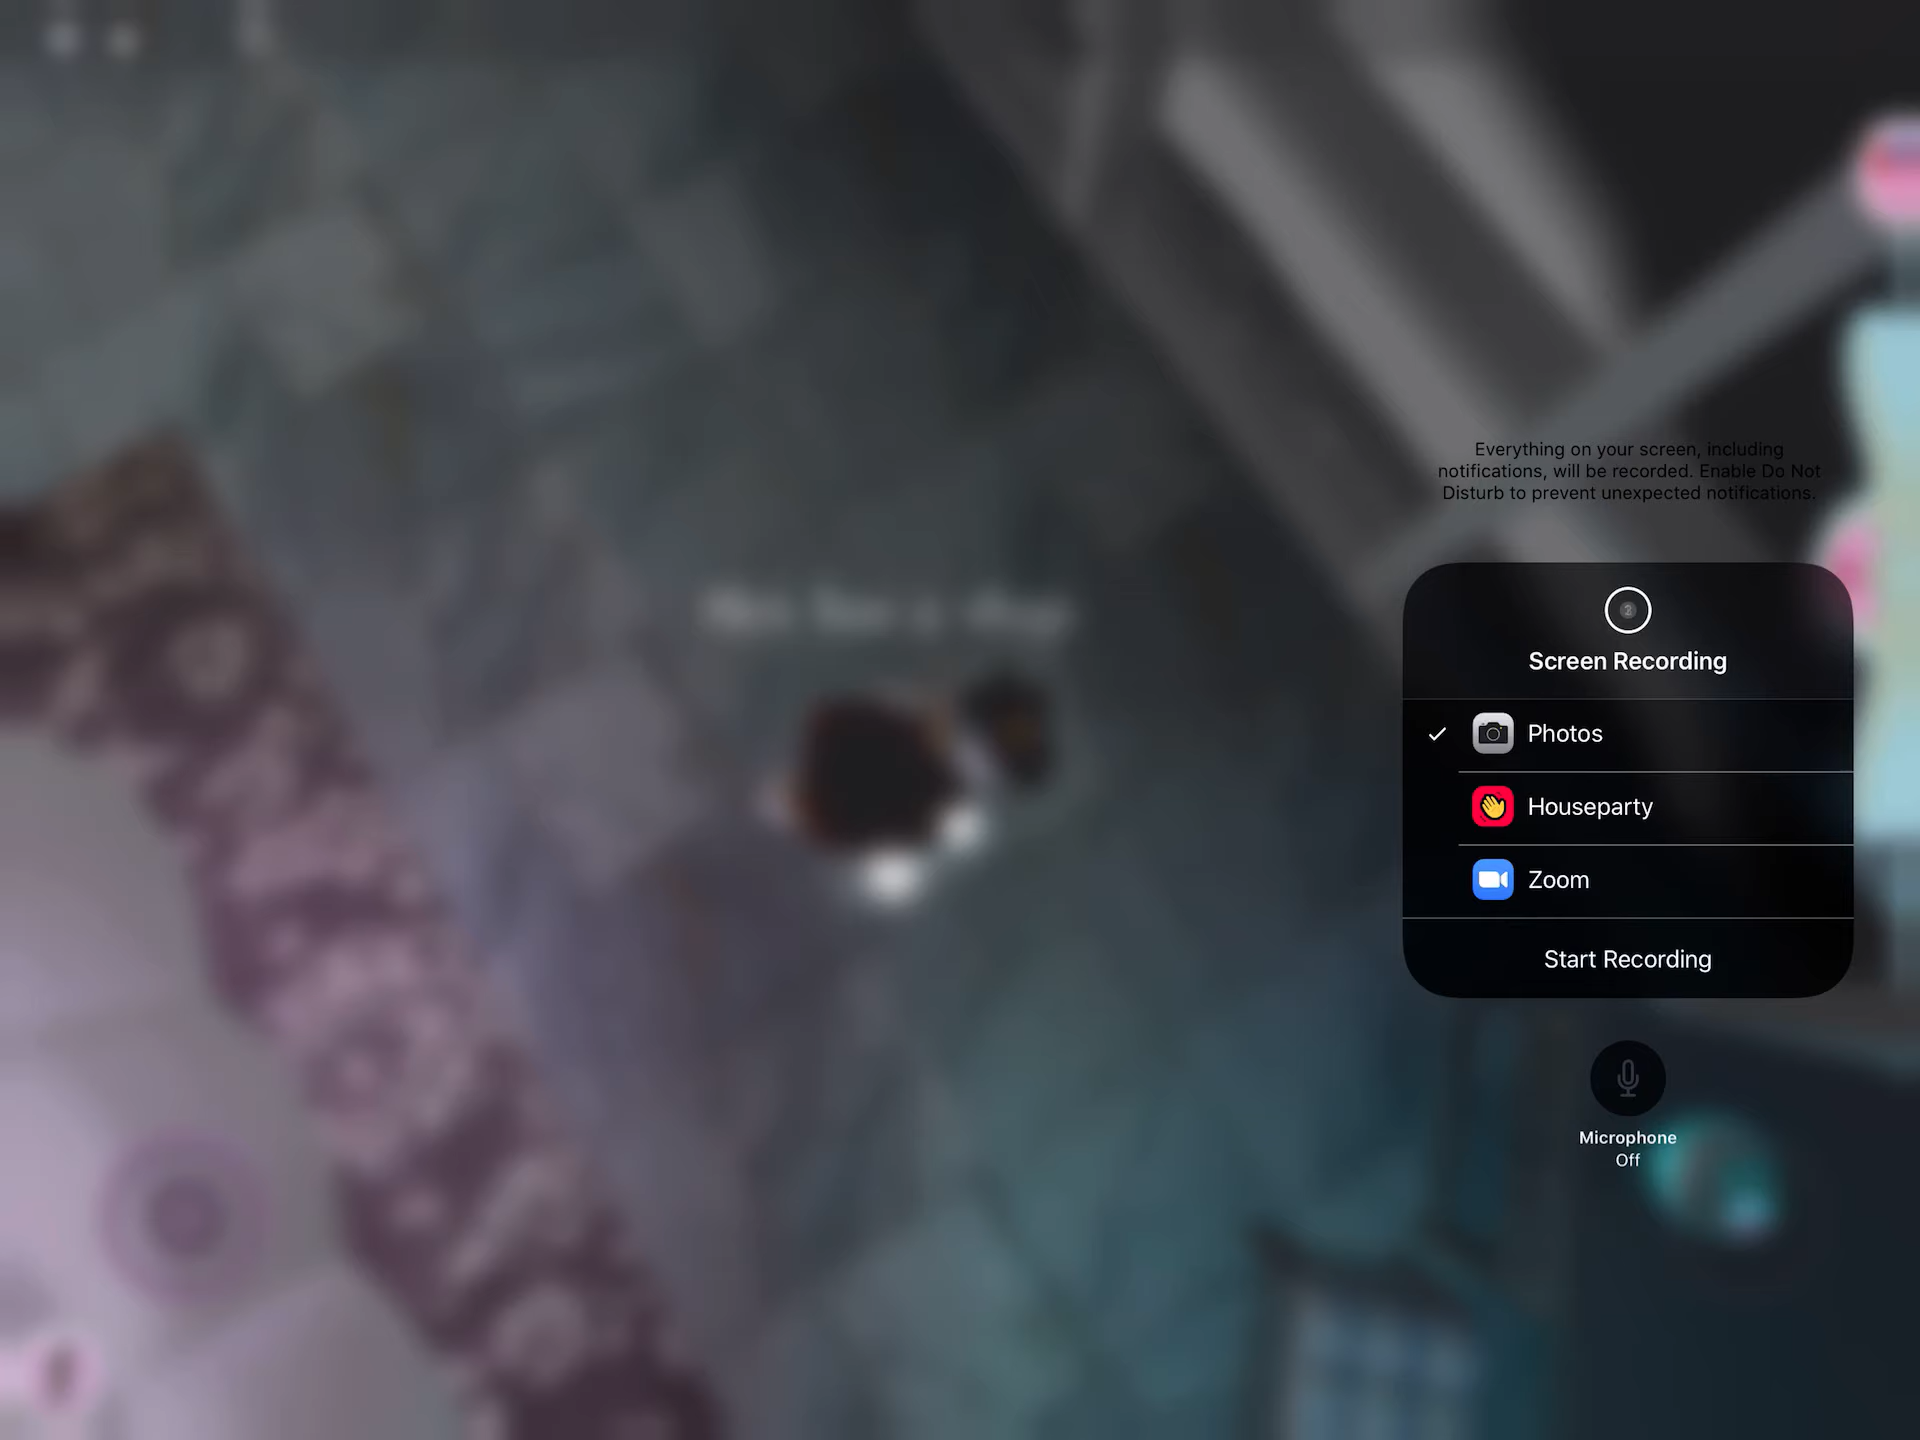 Everything on your screen, including
notifications, will be recorded. Enable Do Not
Disturb to prevent unexpected notifications.
Screen Recording
Photos
Houseparty
Zoom
Start Recording
Microphone
Off